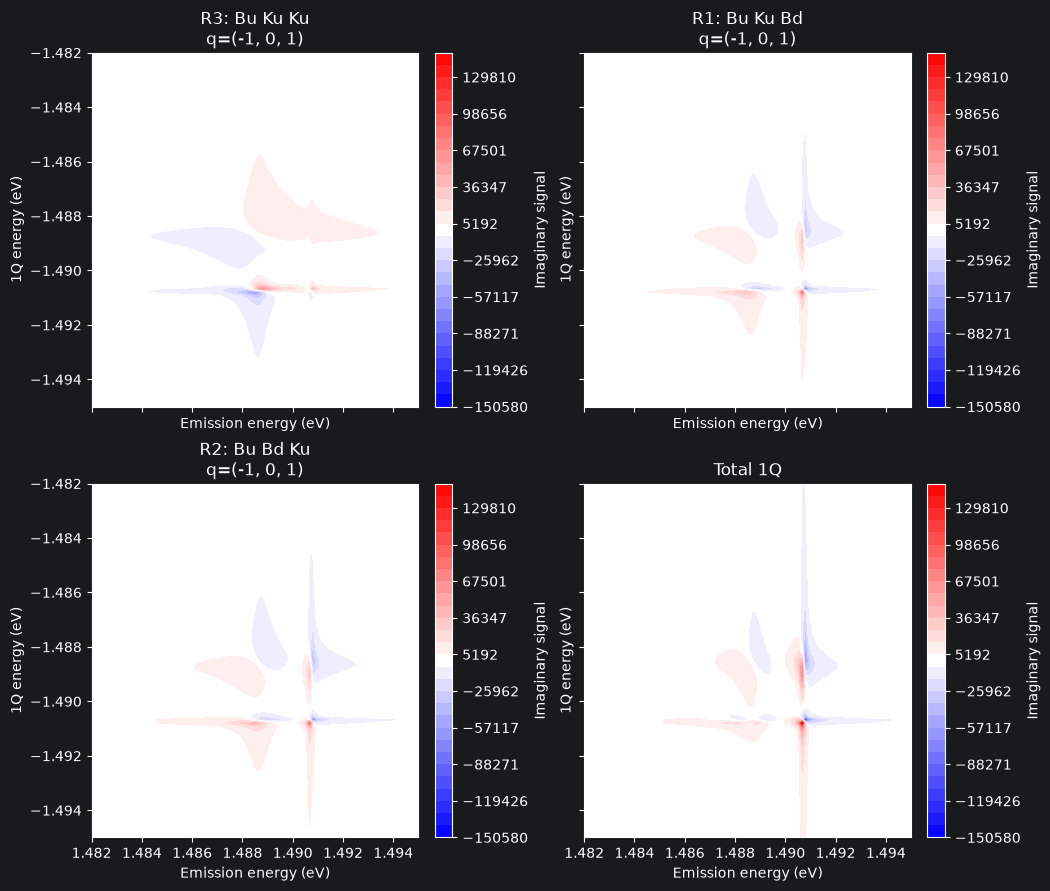 R3: Bu Ku Ku
q=(-1, 0, 1)
−1.482
−1.484
−1.486
−1.488
−1.490
−1.492
−1.494
1Q energy (eV)
Emission energy (eV)
129810
98656
67501
36347
5192
−25962
−57117
−88271
−119426
−150580
Imaginary signal
R1: Bu Ku Bd
q=(-1, 0, 1)
1Q energy (eV)
Emission energy (eV)
129810
98656
67501
36347
5192
−25962
−57117
−88271
−119426
−150580
Imaginary signal
R2: Bu Bd Ku
q=(-1, 0, 1)
−1.482
−1.484
−1.486
−1.488
−1.490
−1.492
−1.494
1Q energy (eV)
1.482 1.484 1.486 1.488 1.490 1.492 1.494
Emission energy (eV)
129810
98656
67501
36347
5192
−25962
−57117
−88271
−119426
−150580
Imaginary signal
Total 1Q
1Q energy (eV)
1.482 1.484 1.486 1.488 1.490 1.492 1.494
Emission energy (eV)
129810
98656
67501
36347
5192
−25962
−57117
−88271
−119426
−150580
Imaginary signal